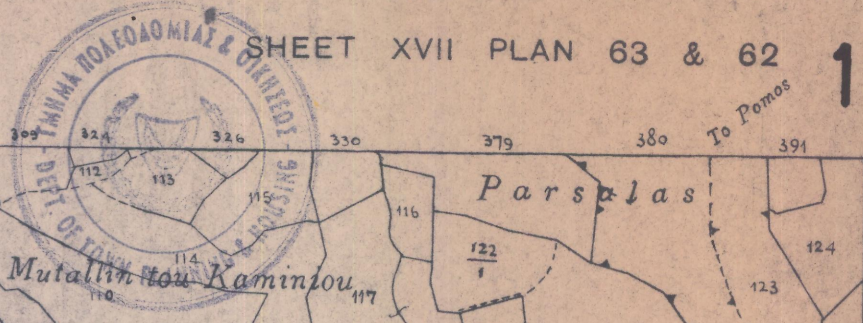 SHEET XVII PLAN 63 & 62
1
ΤΜΗΜΑ ΠΟΛΕΟΔΟΜΙΑΣ & ΟΙΚΗΣΕΩΣ
DEPT. OF TOWN PLANNING & HOUSING
To Pomos
309 324 326 330 379 380 391
112 113 115 116 Parsalas
122/1 124
114
Mutallin tou Kaminiou
110 117 123